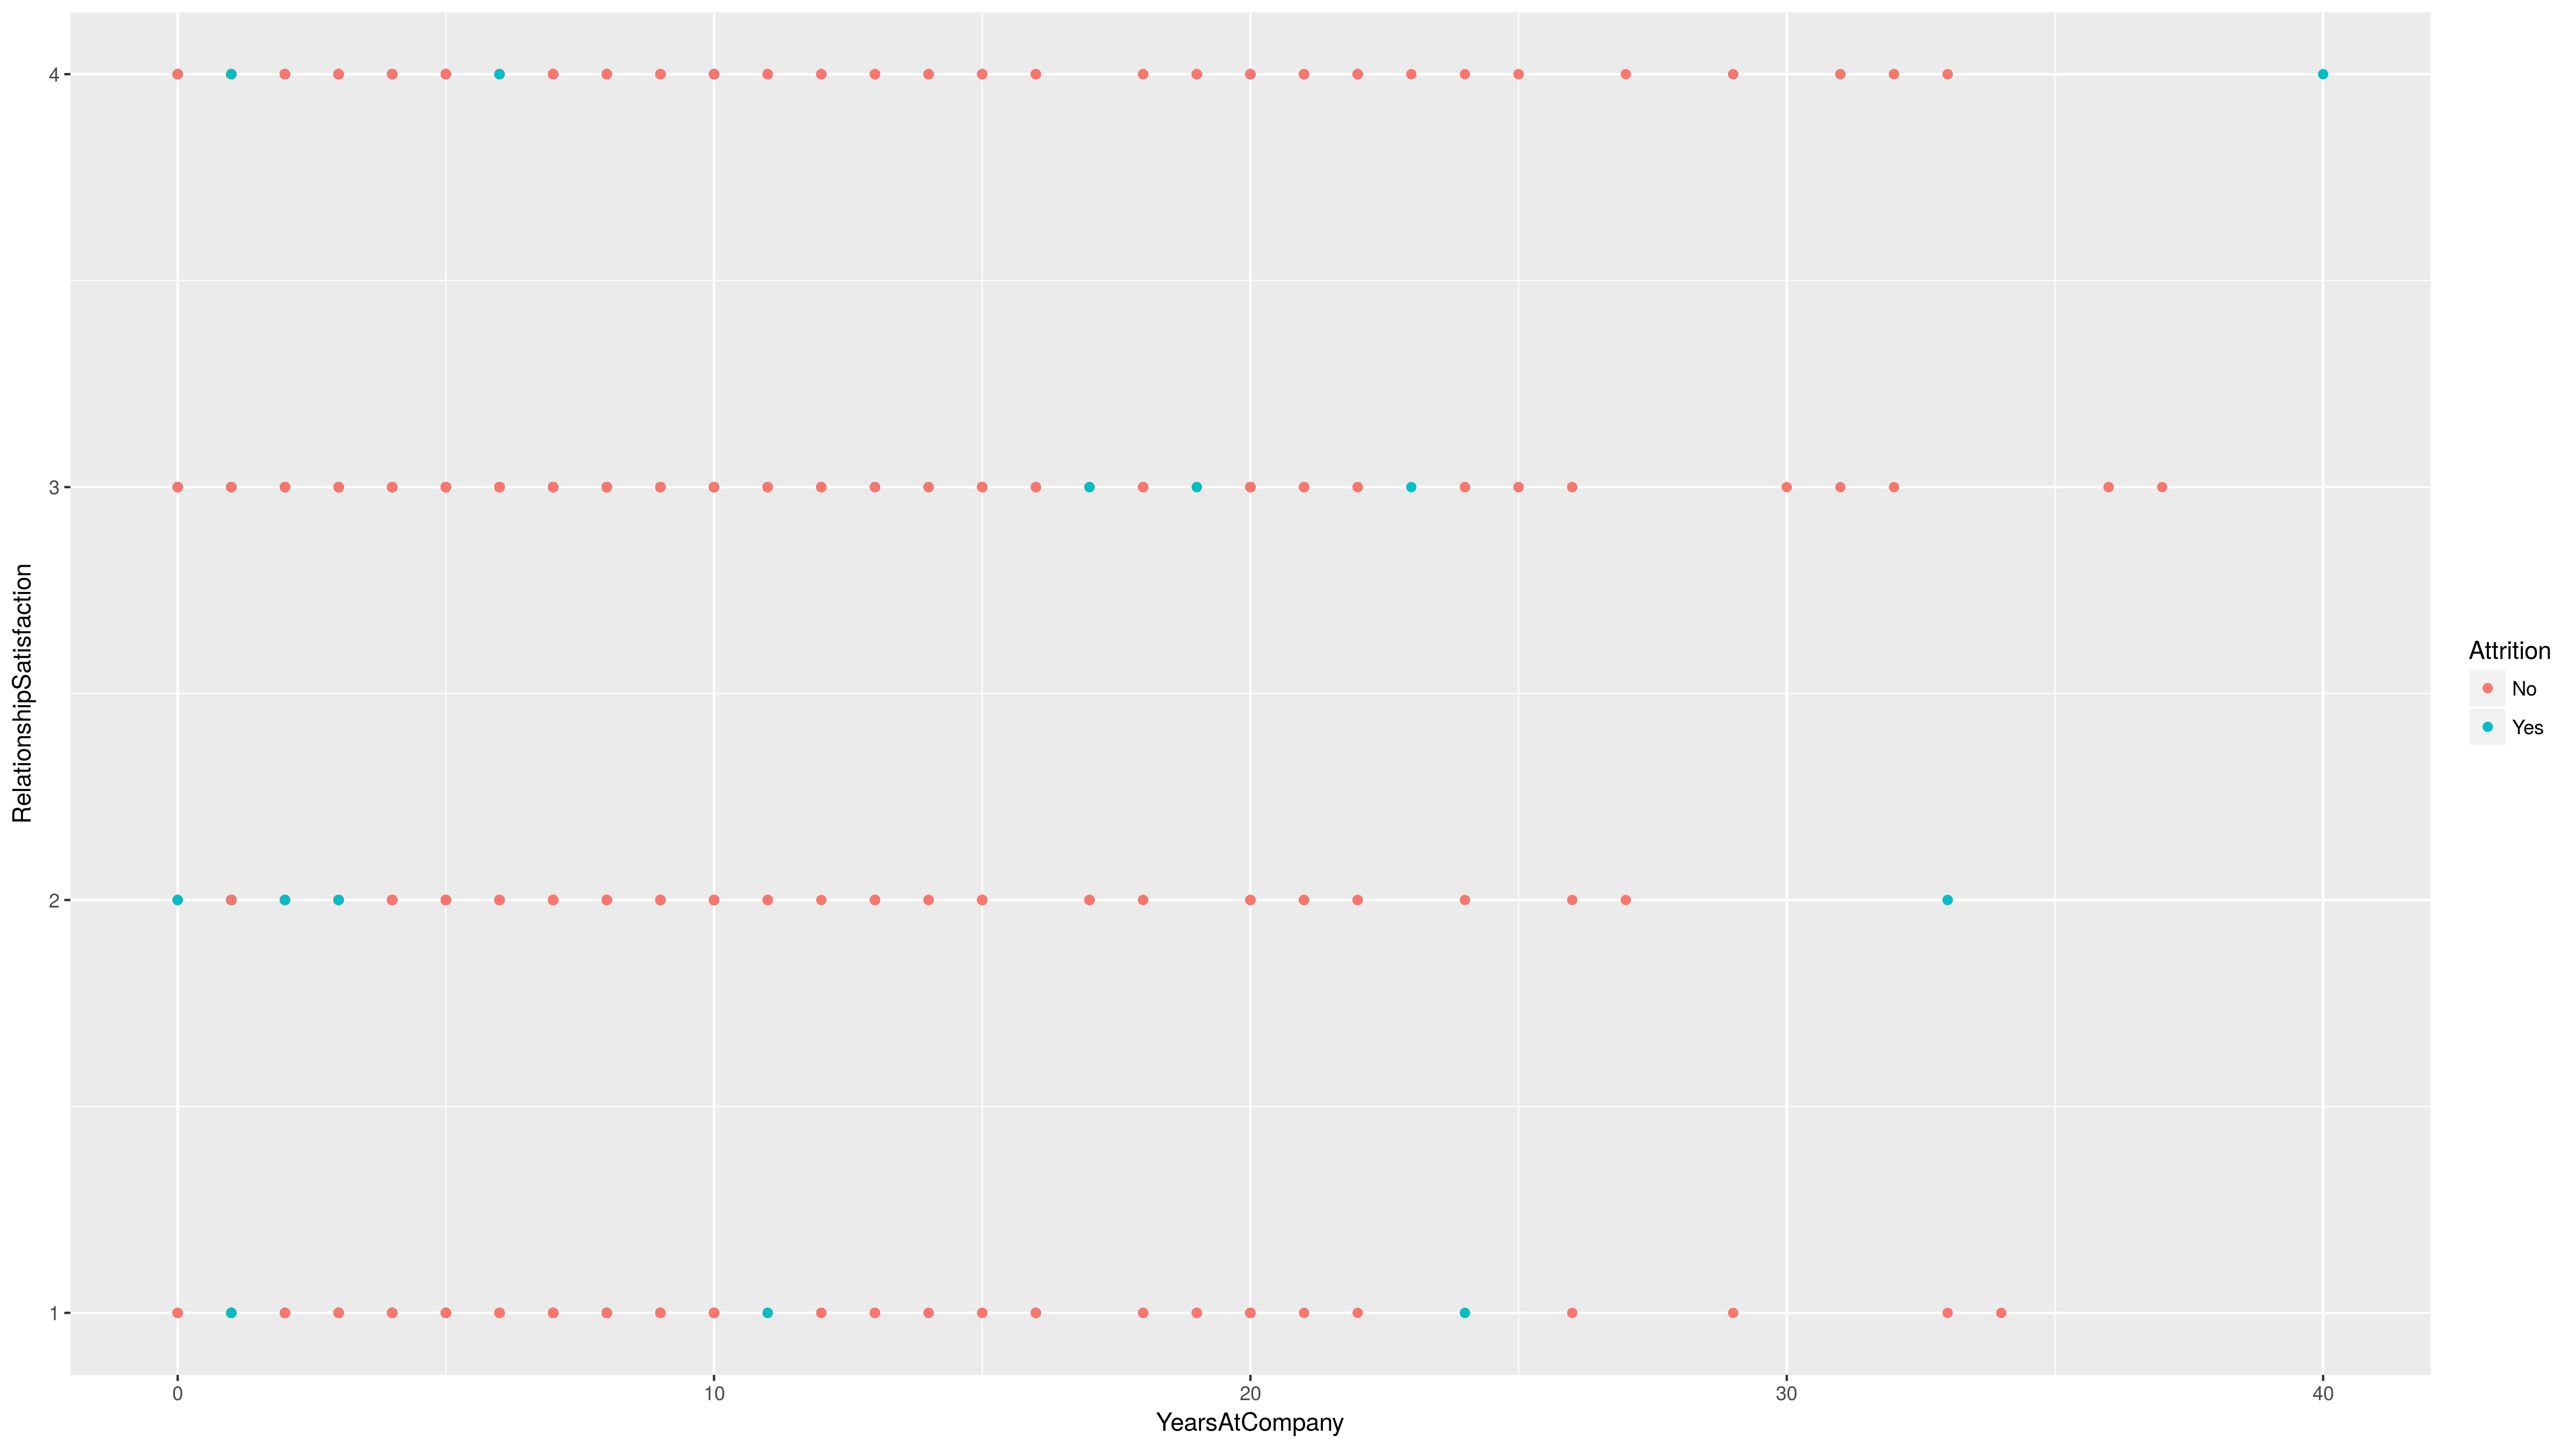 4
3
2
1
RelationshipSatisfaction
0 10 20 30 40
YearsAtCompany
Attrition
No
Yes